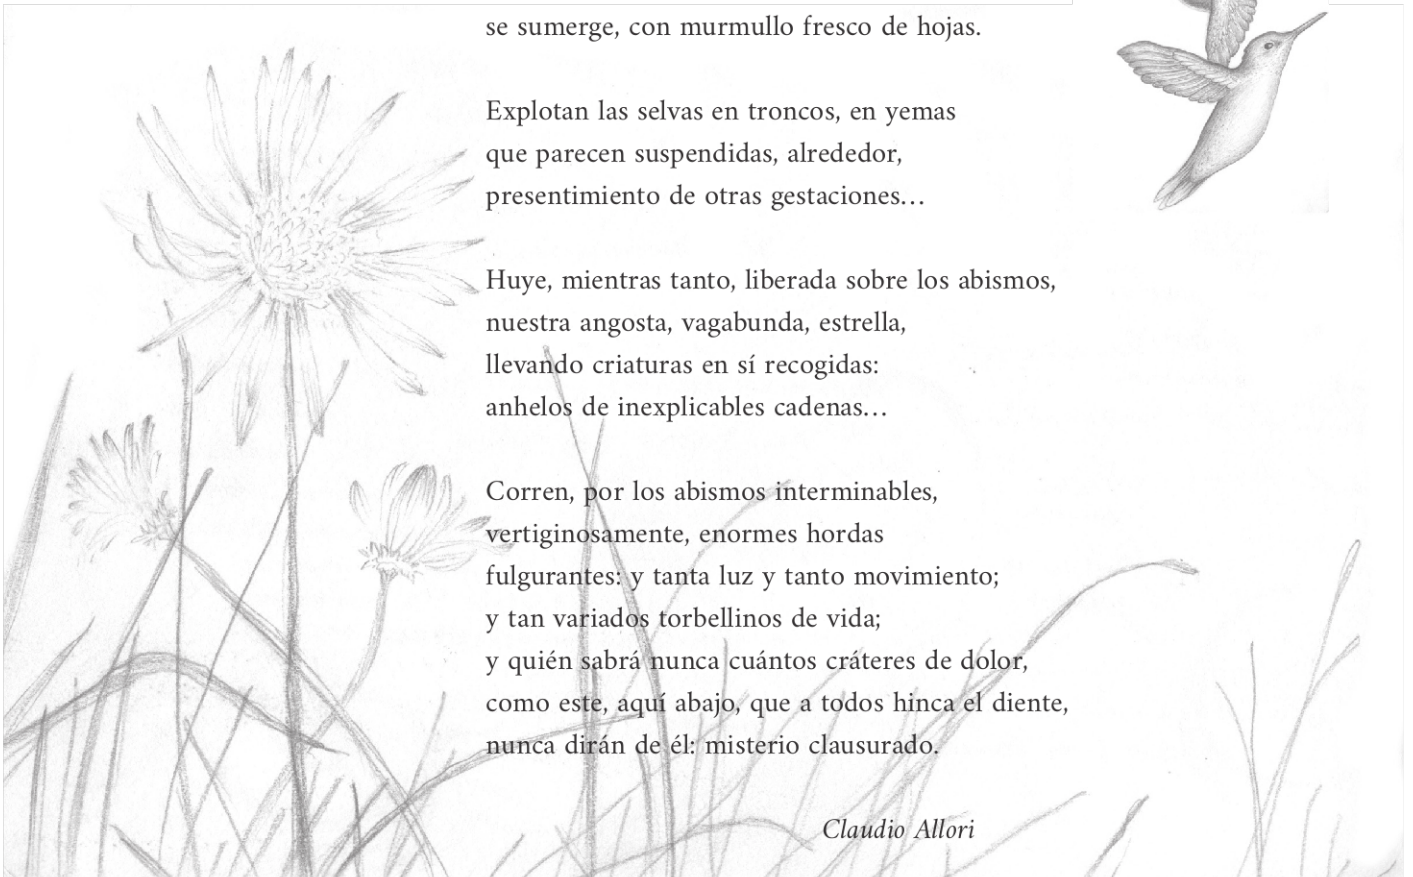 se sumerge, con murmullo fresco de hojas.
Explotan las selvas en troncos, en yemas
que parecen suspendidas, alrededor,
presentimiento de otras gestaciones…
Huye, mientras tanto, liberada sobre los abismos,
nuestra angosta, vagabunda, estrella,
llevando criaturas en sí recogidas:
anhelos de inexplicables cadenas…
Corren, por los abismos interminables,
vertiginosamente, enormes hordas
fulgurantes: y tanta luz y tanto movimiento;
y tan variados torbellinos de vida;
y quién sabrá nunca cuántos cráteres de dolor,
como este, aquí abajo, que a todos hinca el diente,
nunca dirán de él: misterio clausurado.
Claudio Allori